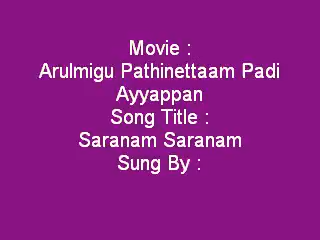 Movie :
Arulmigu Pathinettaam Padi
Ayyappan
Song Title :
Saranam Saranam
Sung By :